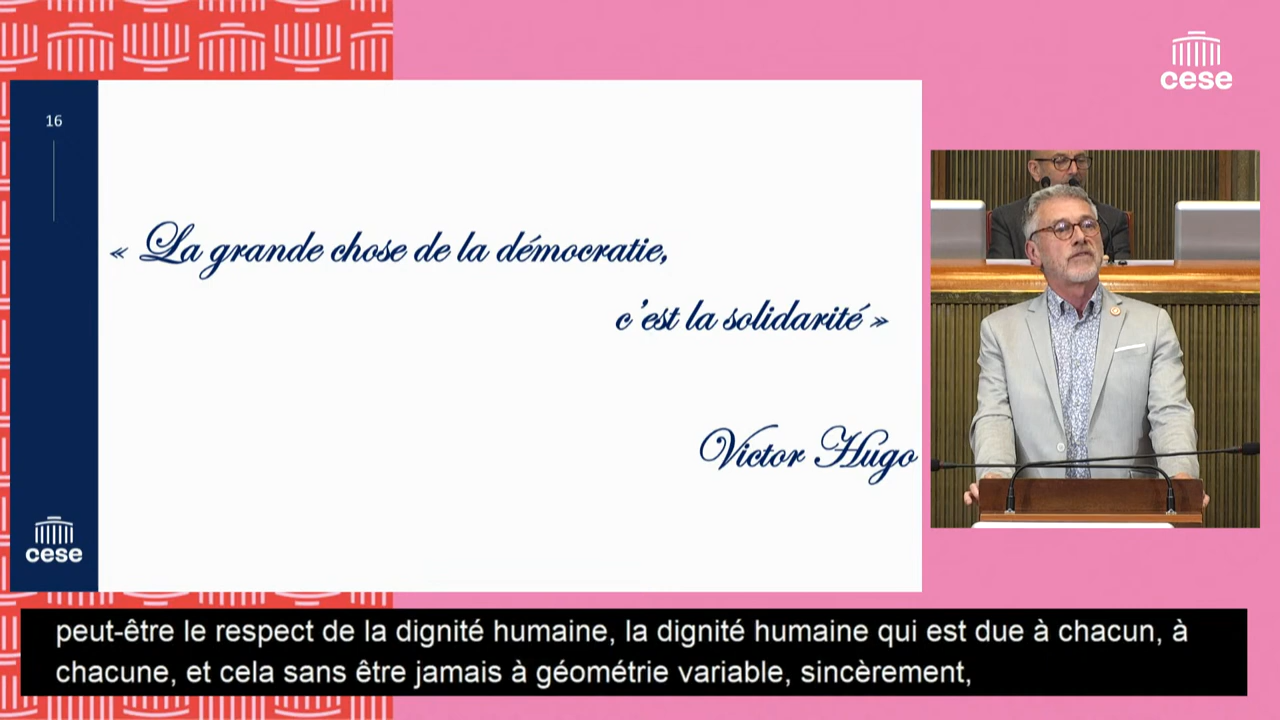 cese
16
« La grande chose de la démocratie,
c'est la solidarité »
Victor Hugo
cese
peut-être le respect de la dignité humaine, la dignité humaine qui est due à chacun, à
chacune, et cela sans être jamais à géométrie variable, sincèrement,